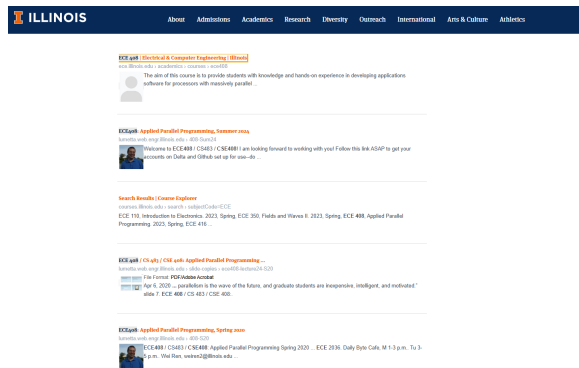 I ILLINOIS
About Admissions Academics Research Diversity Outreach International Arts & Culture Athletics
ECE 408 | Electrical & Computer Engineering | Illinois
ece.illinois.edu › academics › courses › ece408
The aim of this course is to provide students with knowledge and hands-on experience in developing applications
software for processors with massively parallel ...
ECE408: Applied Parallel Programming, Summer 2024
lumetta.web.engr.illinois.edu › 408-Sum24
Welcome to ECE408 / CS483 / CSE408! I am looking forward to working with you! Follow this link ASAP to get your
accounts on Delta and Github set up for use--do ...
Search Results | Course Explorer
courses.illinois.edu › search › subjectCode=ECE
ECE 110, Introduction to Electronics. 2023, Spring, ECE 350, Fields and Waves II. 2023, Spring, ECE 408, Applied Parallel
Programming. 2023, Spring, ECE 416 ...
ECE 408 / CS 483 / CSE 408: Applied Parallel Programming ...
lumetta.web.engr.illinois.edu › slide-copies › ece408-lecture24-S20
File Format: PDF/Adobe Acrobat
Apr 6, 2020 ... parallelism is the wave of the future, and graduate students are inexpensive, intelligent, and motivated."
slide 7. ECE 408 / CS 483 / CSE 408:
ECE408: Applied Parallel Programming, Spring 2020
lumetta.web.engr.illinois.edu › 408-S20
ECE408 / CS483 / CSE408: Applied Parallel Programming Spring 2020 ... ECE 2036. Daily Byte Cafe, M 1-3 p.m.. Tu 3-
5 p.m.. Wei Ren, weiren2@illinois.edu ...